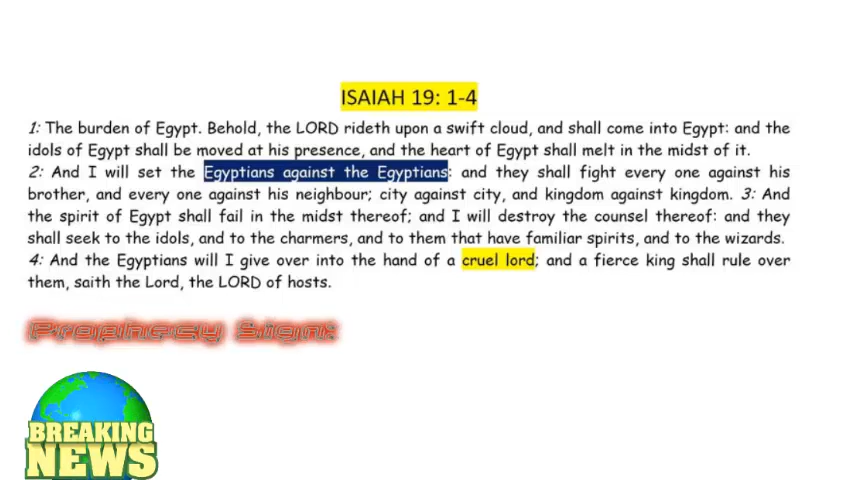 ISAIAH 19: 1-4
1: The burden of Egypt. Behold, the LORD rideth upon a swift cloud, and shall come into Egypt: and the
idols of Egypt shall be moved at his presence, and the heart of Egypt shall melt in the midst of it.
2: And I will set the Egyptians against the Egyptians: and they shall fight every one against his
brother, and every one against his neighbour; city against city, and kingdom against kingdom. 3: And
the spirit of Egypt shall fail in the midst thereof; and I will destroy the counsel thereof: and they
shall seek to the idols, and to the charmers, and to them that have familiar spirits, and to the wizards.
4: And the Egyptians will I give over into the hand of a cruel lord; and a fierce king shall rule over
them, saith the Lord, the LORD of hosts.
Prophecy Sign:
BREAKING
NEWS